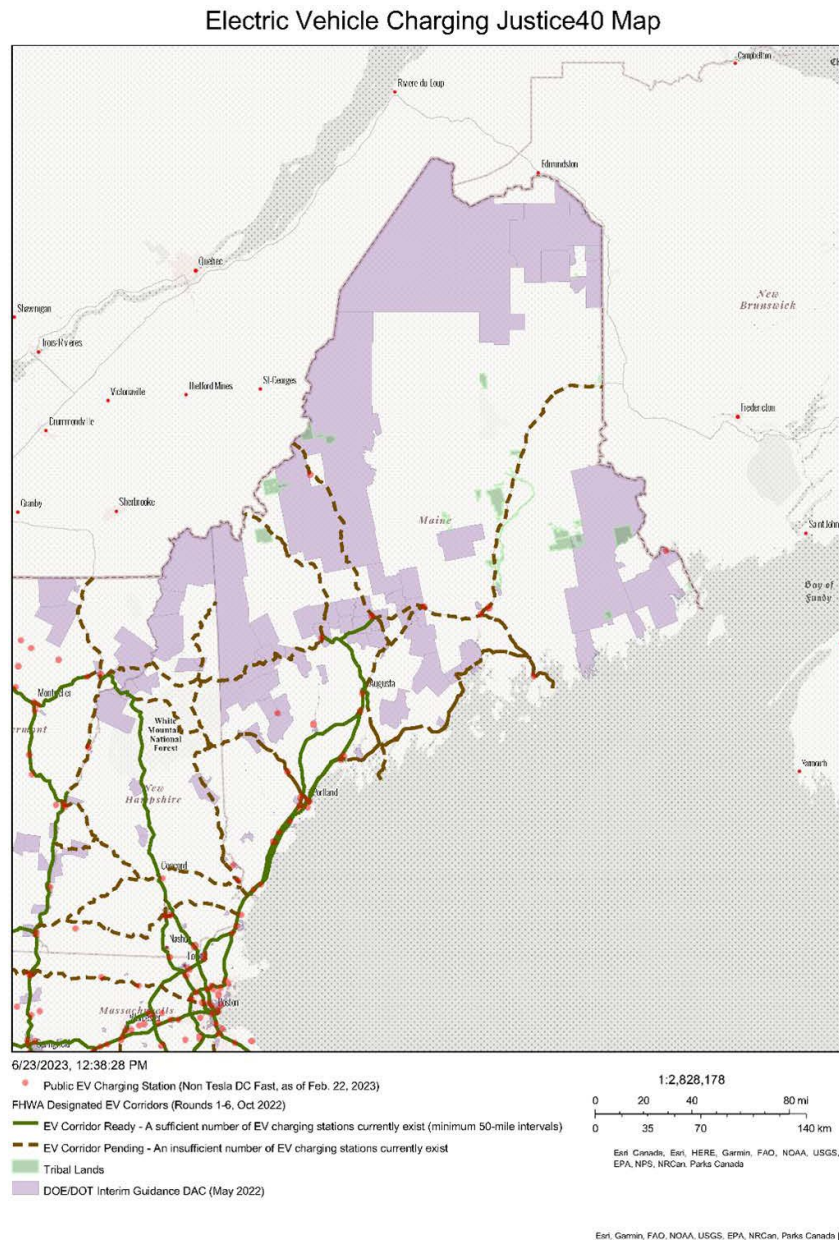 Electric Vehicle Charging Justice40 Map
Campbellton
Riviere du Loup
Edmundston
Québec
New
Brunswick
Shawinigan
Trois-Rivieres
Victoriaville
Thetford Mines
St-Georges
Drummondville
Fredericton
Granby
Sherbrooke
Maine
Saint John
Bay of
Fundy
Augusta
White
Mountain
National
Forest
New
Hampshire
Portland
Yarmouth
Concord
Nashua
Boston
Massachusetts
6/23/2023, 12:38:28 PM
Public EV Charging Station (Non Tesla DC Fast, as of Feb. 22, 2023)
FHWA Designated EV Corridors (Rounds 1-6, Oct 2022)
EV Corridor Ready - A sufficient number of EV charging stations currently exist (minimum 50-mile intervals)
EV Corridor Pending - An insufficient number of EV charging stations currently exist
Tribal Lands
DOE/DOT Interim Guidance DAC (May 2022)
1:2,828,178
0 20 40 80 mi
0 35 70 140 km
Esri Canada, Esri, HERE, Garmin, FAO, NOAA, USGS,
EPA, NPS, NRCan, Parks Canada
Esri, Garmin, FAO, NOAA, USGS, EPA, NRCan, Parks Canada |